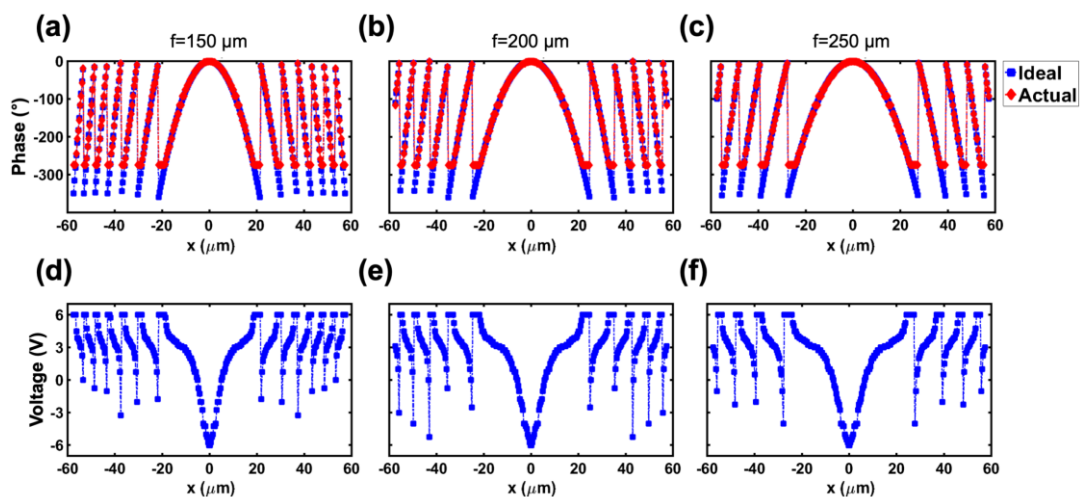 (a) (b) (c)
f=150 μm f=200 μm f=250 μm
Phase (°)
0
-100
-200
-300
Ideal
Actual
-60 -40 -20 0 20 40 60 -60 -40 -20 0 20 40 60 -60 -40 -20 0 20 40 60
x (μm) x (μm) x (μm)
(d) (e) (f)
Voltage (V)
6
3
0
-3
-6
-60 -40 -20 0 20 40 60 -60 -40 -20 0 20 40 60 -60 -40 -20 0 20 40 60
x (μm) x (μm) x (μm)